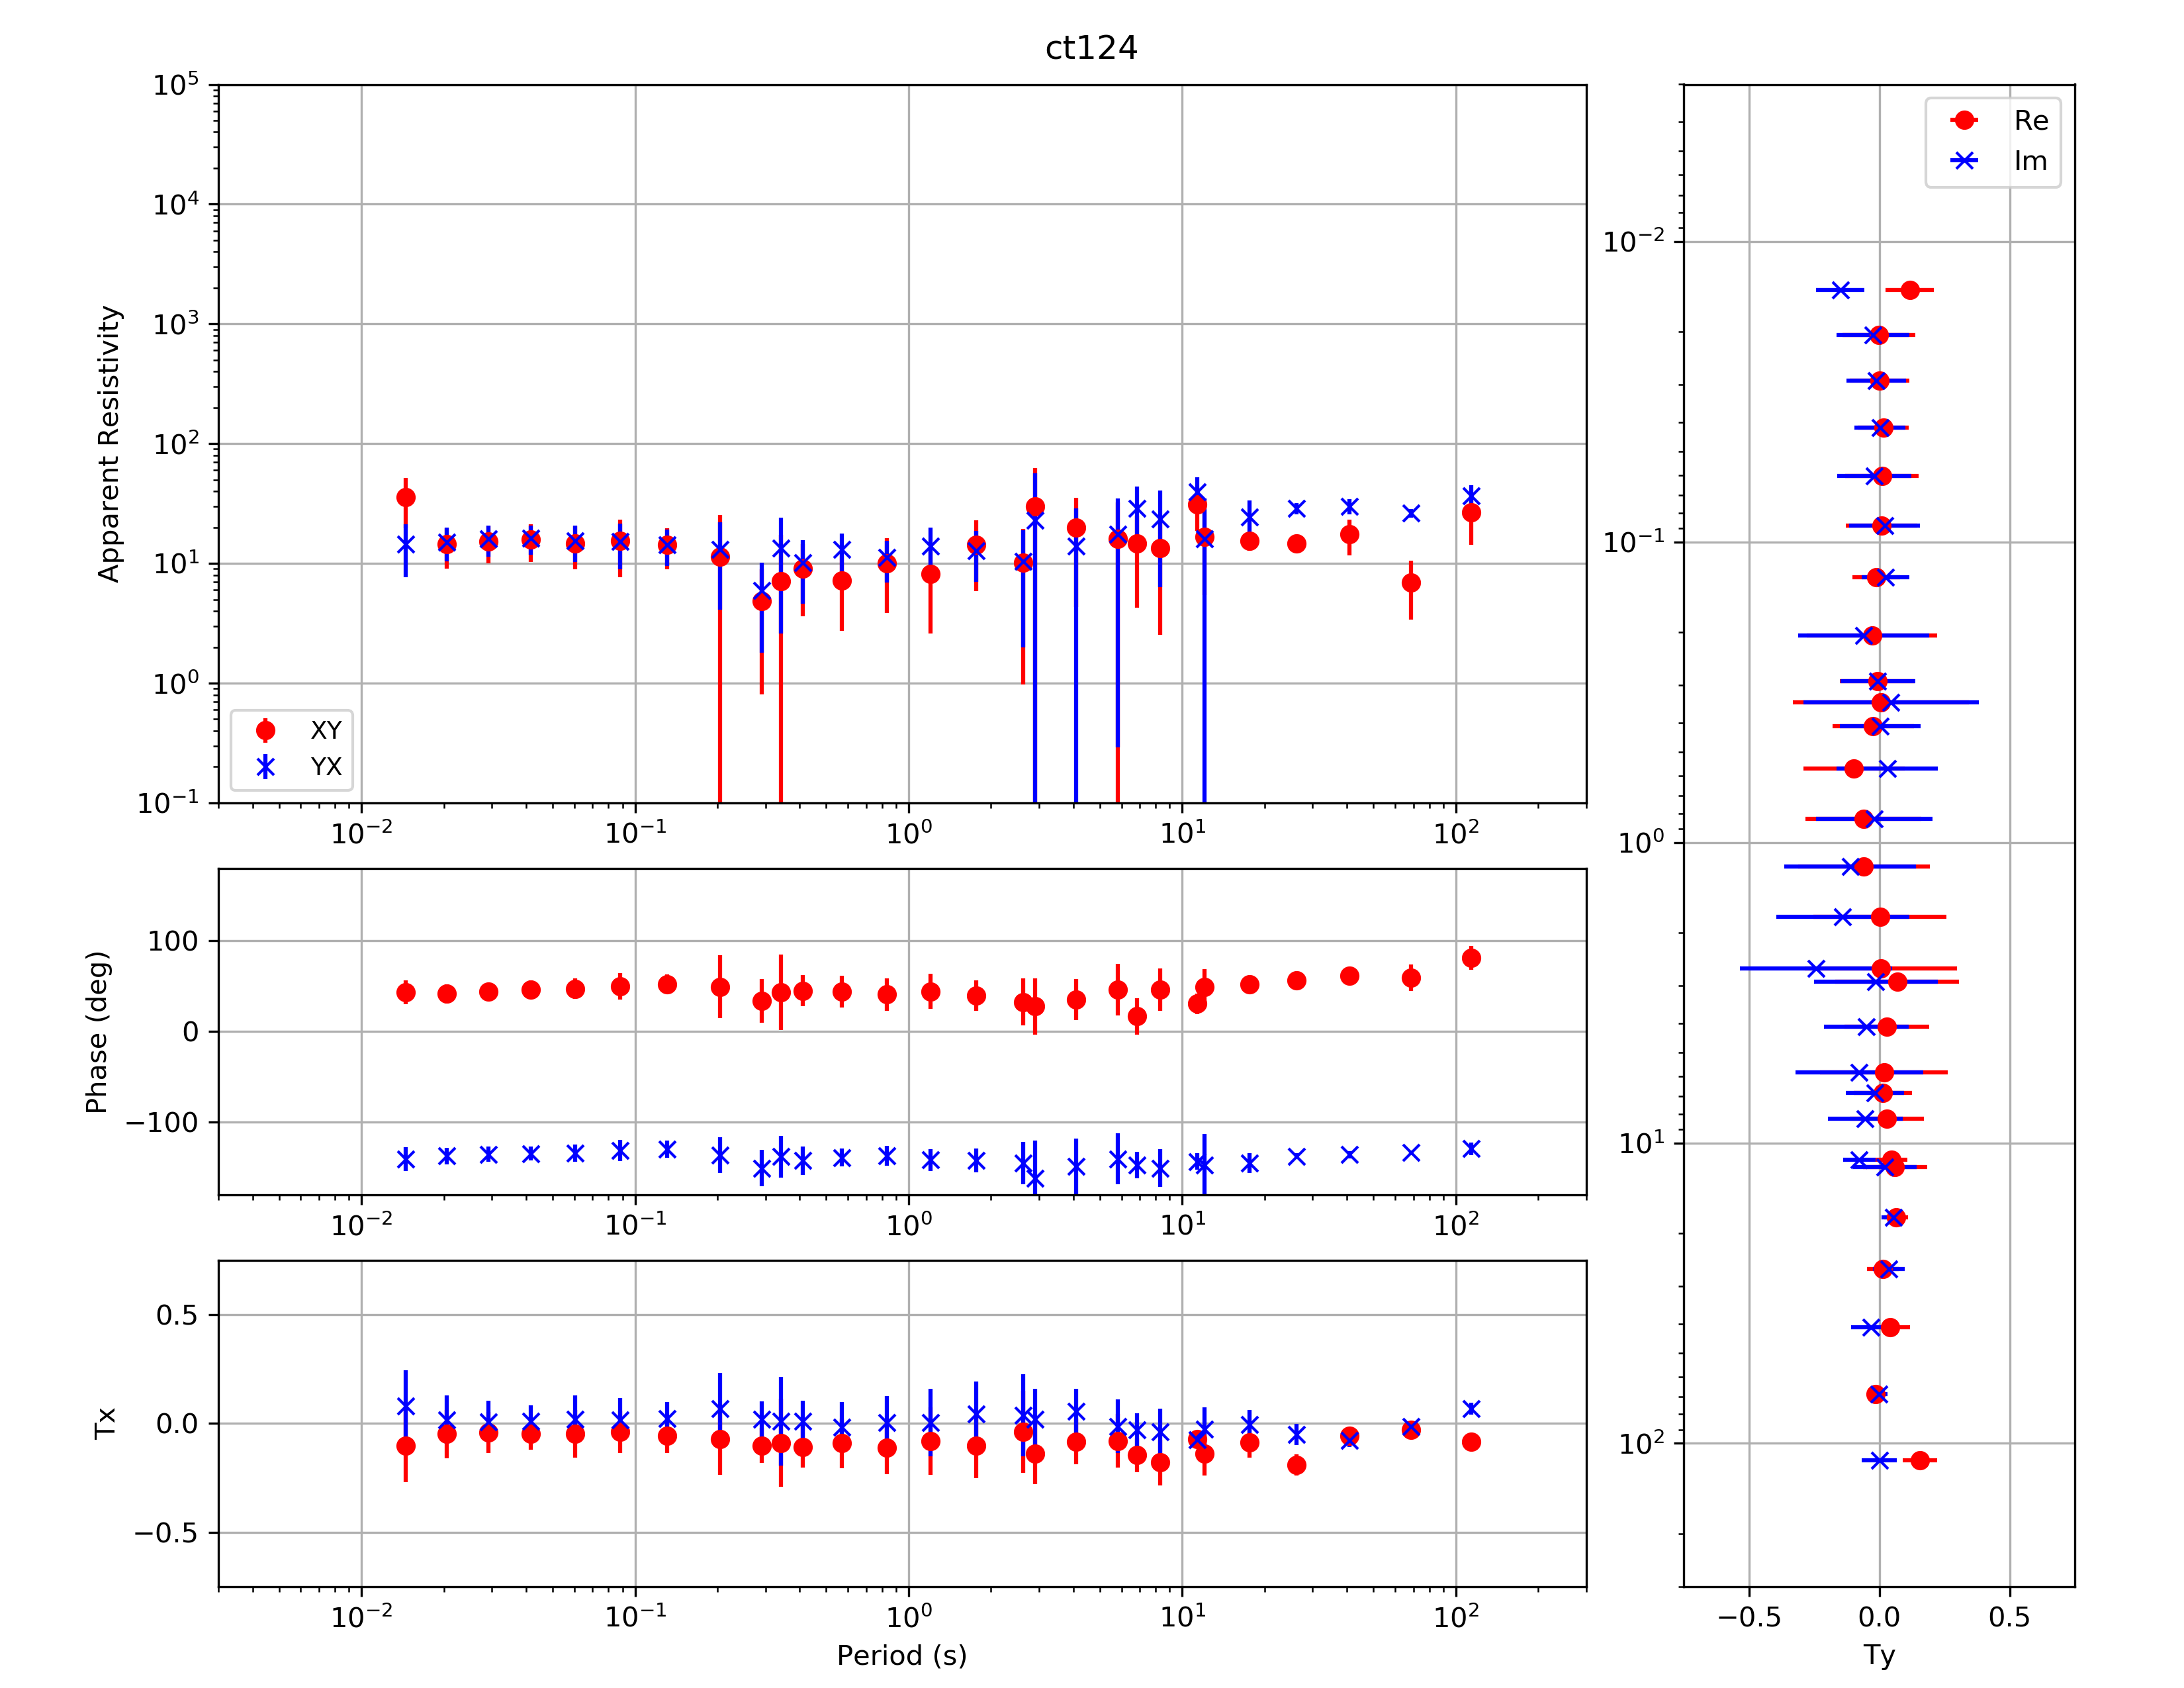 ct124
10⁵
10⁴
10³
10²
10¹
10⁰
10⁻¹
Apparent Resistivity
XY
YX
10⁻² 10⁻¹ 10⁰ 10¹ 10²
100
0
−100
Phase (deg)
10⁻² 10⁻¹ 10⁰ 10¹ 10²
0.5
0.0
−0.5
Tx
10⁻² 10⁻¹ 10⁰ 10¹ 10²
Period (s)
Re
Im
10⁻²
10⁻¹
10⁰
10¹
10²
−0.5 0.0 0.5
Ty